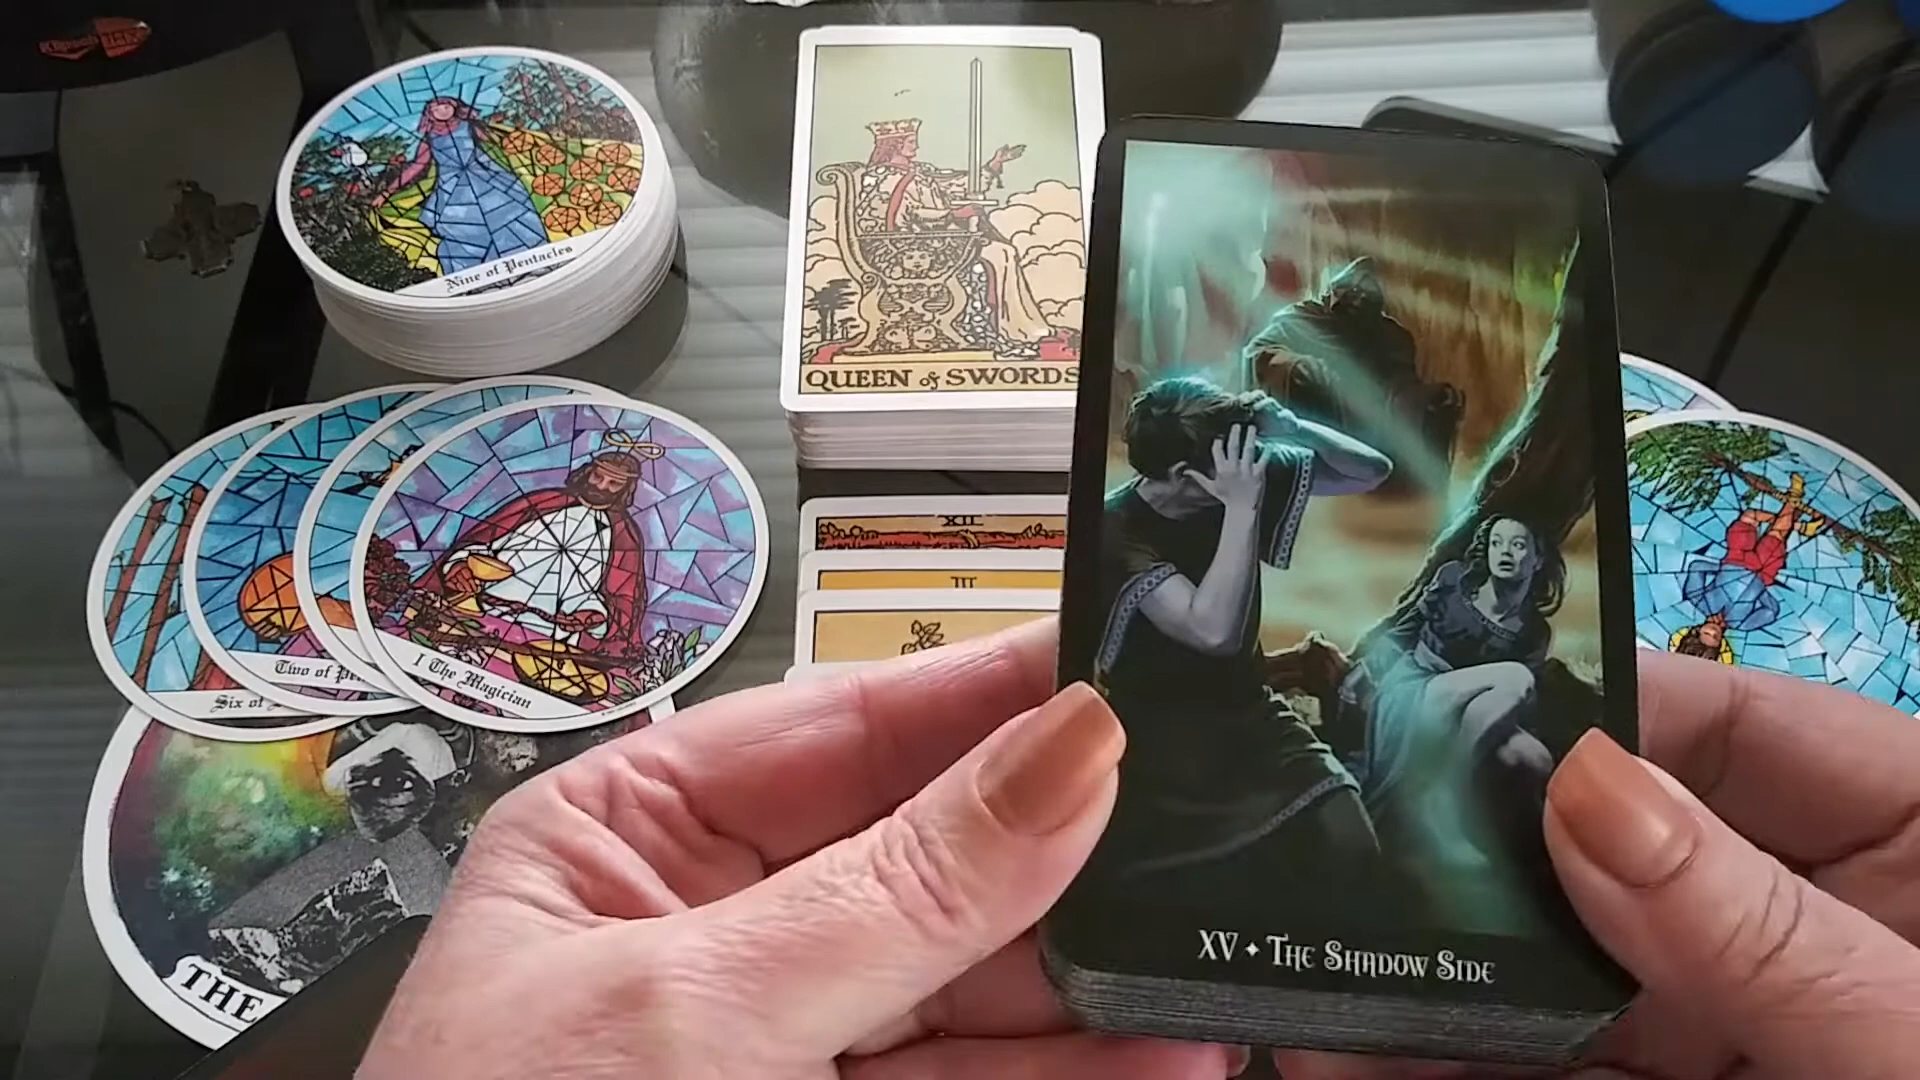 Klipsch
Nine of Pentacles
QUEEN of SWORDS
XII
III
Two of
Six of
I The Magician
THE
XV ✦ The Shadow Side